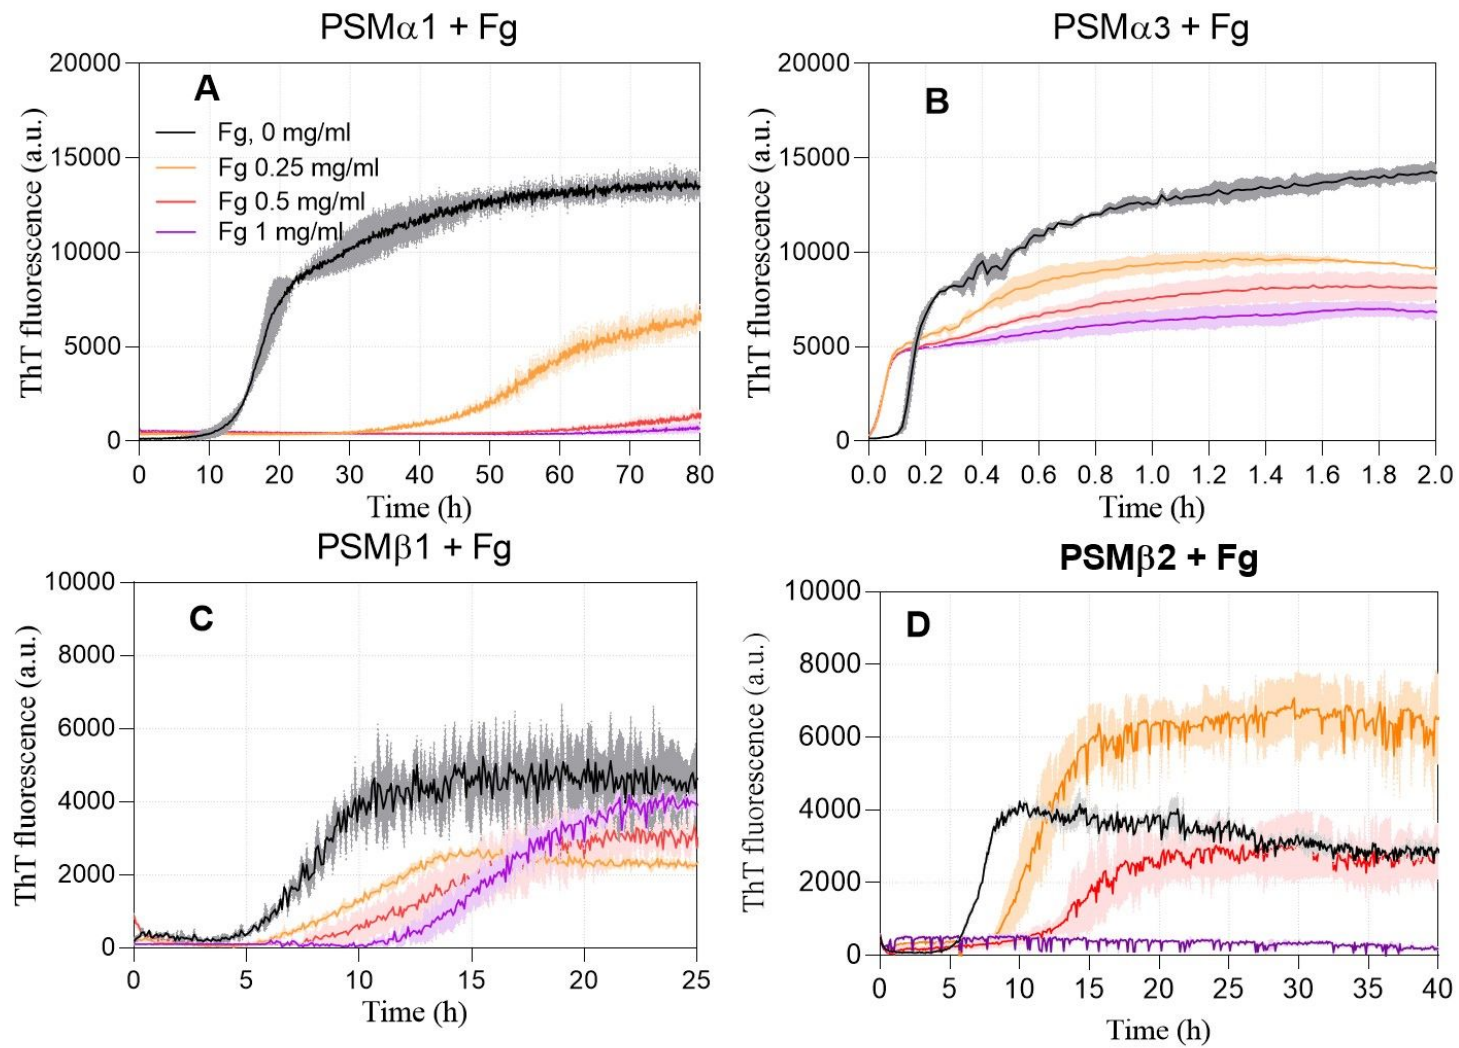 PSMα1 + Fg
A
Fg, 0 mg/ml
Fg 0.25 mg/ml
Fg 0.5 mg/ml
Fg 1 mg/ml
ThT fluorescence (a.u.)
20000
15000
10000
5000
0
0 10 20 30 40 50 60 70 80
Time (h)
PSMα3 + Fg
B
ThT fluorescence (a.u.)
20000
15000
10000
5000
0
0.0 0.2 0.4 0.6 0.8 1.0 1.2 1.4 1.6 1.8 2.0
Time (h)
PSMβ1 + Fg
C
ThT fluorescence (a.u.)
10000
8000
6000
4000
2000
0
0 5 10 15 20 25
Time (h)
PSMβ2 + Fg
D
ThT fluorescence (a.u.)
10000
8000
6000
4000
2000
0
0 5 10 15 20 25 30 35 40
Time (h)